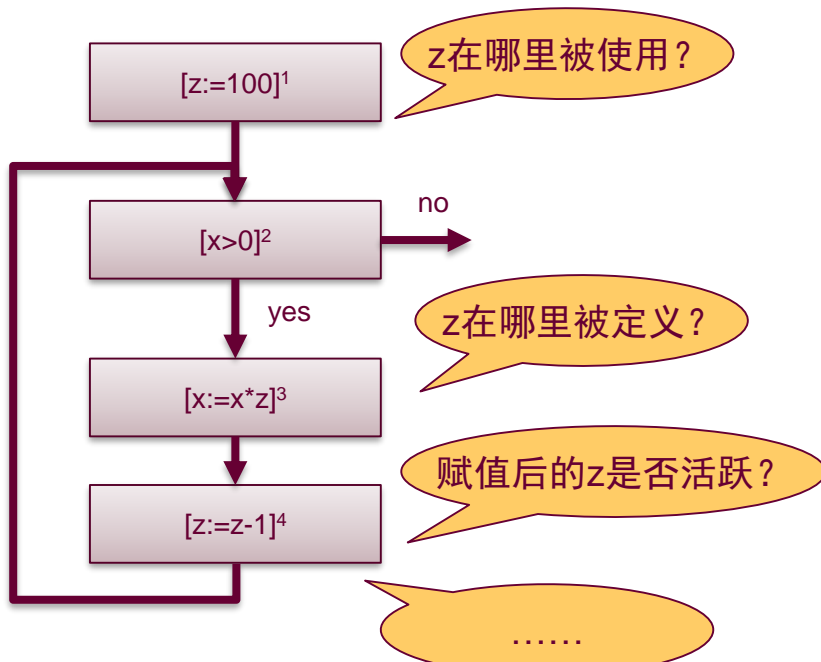 [z:=100]¹
z在哪里被使用?
[x>0]²
no
yes
z在哪里被定义?
[x:=x*z]³
赋值后的z是否活跃?
[z:=z-1]⁴
……